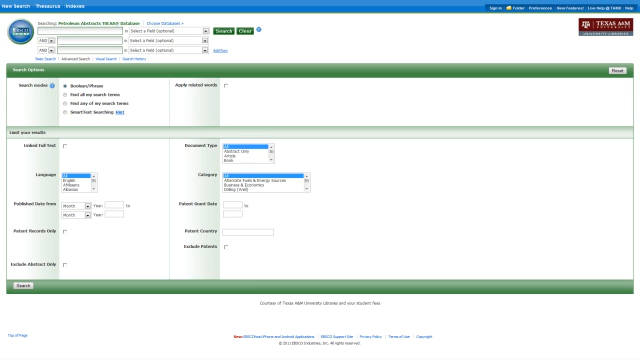 New Search Thesaurus Indexes
Sign In Folder Preferences New Features! Live Help @ TAMU Help
Searching: Petroleum Abstracts TULSA® Database Choose Databases »
in Select a Field (optional) Search Clear
AND in Select a Field (optional)
AND in Select a Field (optional) Add Row
Basic Search Advanced Search Visual Search Search History
EBSCO
TEXAS A&M
UNIVERSITY LIBRARIES
Search Options Reset
Search modes Boolean/Phrase
Find all my search terms
Find any of my search terms
SmartText Searching Hint
Apply related words
Limit your results
Linked Full Text
Document Type All
Abstract Only
Article
Book
Language All
English
Afrikaans
Albanian
Category All
Alternate Fuels & Energy Sources
Business & Economics
Drilling (Well)
Published Date from Month Year: to
Month Year:
Patent Grant Date to
Patent Records Only
Patent Country
Exclude Patents
Exclude Abstract Only
Search
Courtesy of Texas A&M University Libraries and your student fees
Top of Page
EBSCOhost iPhone and Android Applications EBSCO Support Site Privacy Policy Terms of Use Copyright
© 2011 EBSCO Industries, Inc. All rights reserved.